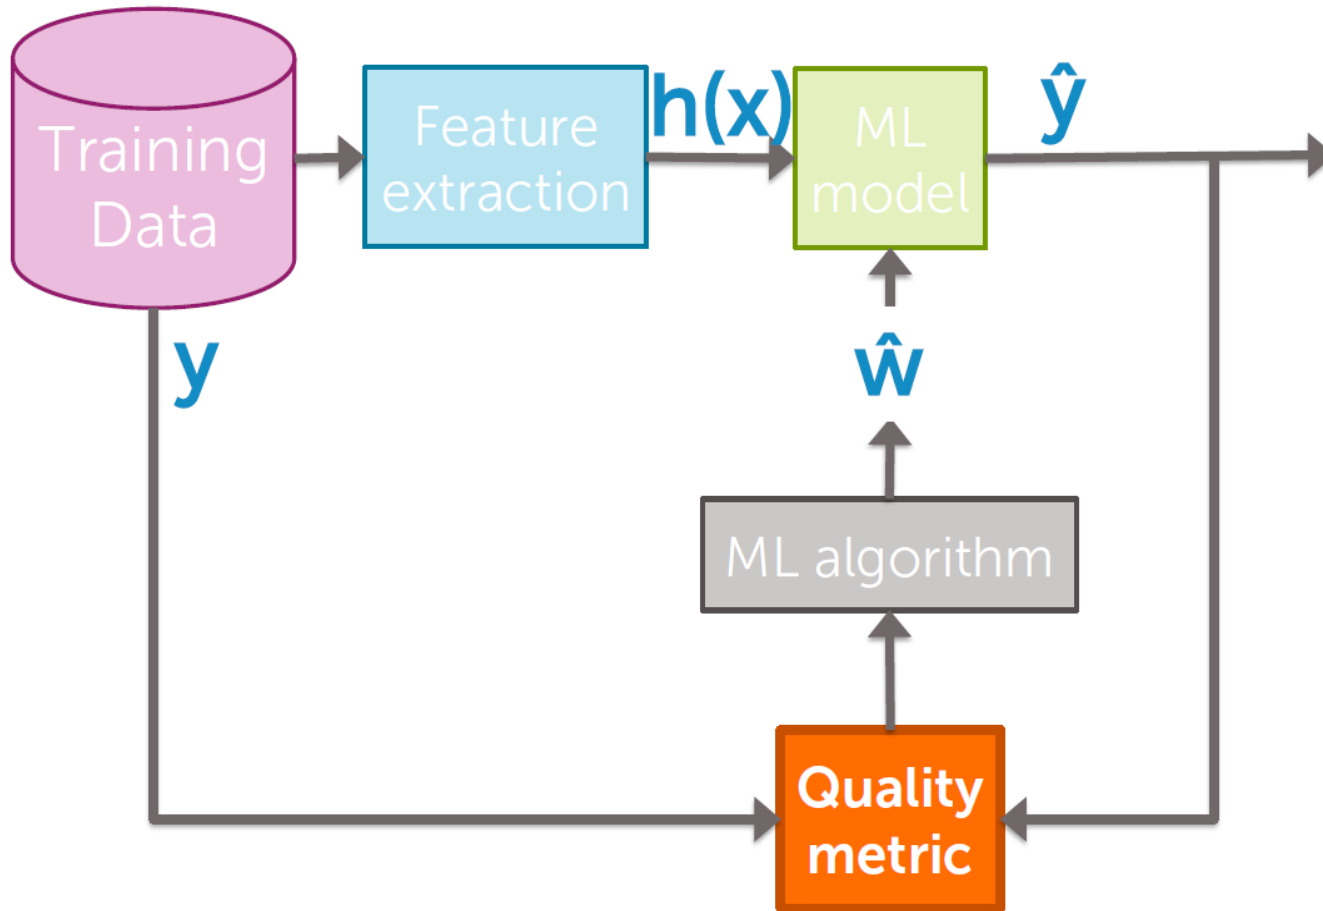 Training
Data
Feature
extraction
h(x)
ML
model
ŷ
y
ŵ
ML algorithm
Quality
metric